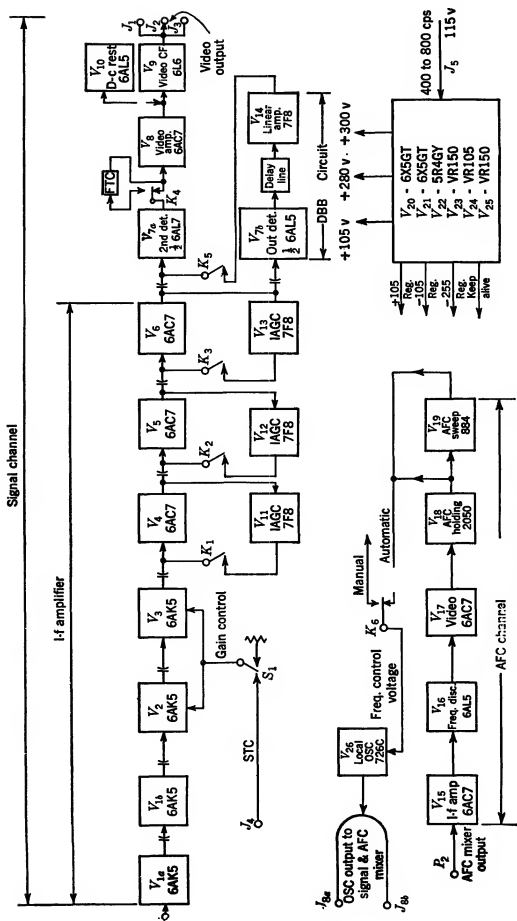 Signal channel
I-f amplifier
V1a
6AK5
V1b
6AK5
V2
6AK5
V3
6AK5
V4
6AC7
V5
6AC7
V6
6AC7
V7a
2nd det.
½ 6AL7
FTC
K4
V8
Video amp.
6AC7
V10
D-c rest
6AL5
V9
Video CF
6L6
J1
J2
J3
Video output
J4
STC
S1
Gain control
K1
V11
IAGC
7F8
K2
V12
IAGC
7F8
K3
V13
IAGC
7F8
K5
V7b
Out det.
½ 6AL5
Delay line
V14
Linear amp.
7F8
DBB Circuit
J8a
OSC output to
signal & AFC
mixer
J8b
V26
Local
OSC
726C
Freq. control
voltage
K6
Manual
Automatic
P2
AFC mixer
output
V15
I-f amp
6AC7
V16
Freq. disc.
6AL5
V17
Video
6AC7
V18
AFC
holding
2050
V19
AFC
sweep
884
AFC channel
+105 v
+280 v
+300 v
+105
Reg.
-105
Reg.
-255
Reg.
Keep
alive
V20 - 6X5GT
V21 - 6X5GT
V22 - 5R4GY
V23 - VR150
V24 - VR105
V25 - VR150
400 to 800 cps
J5
115 v